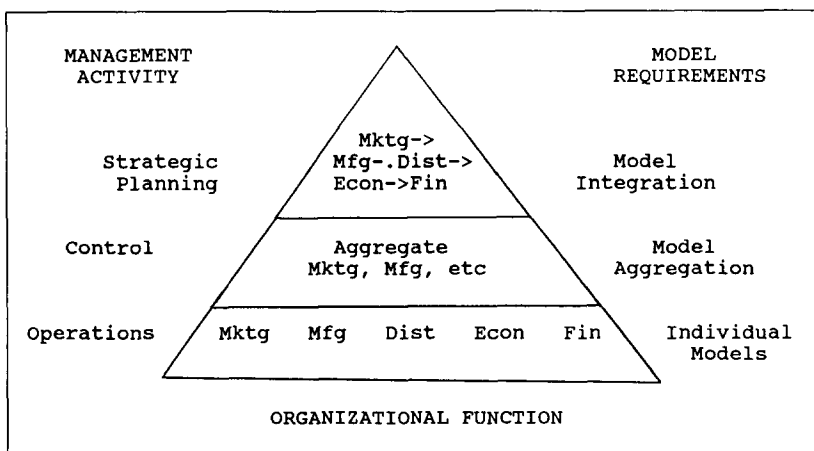 MANAGEMENT
ACTIVITY
MODEL
REQUIREMENTS
Strategic
Planning
Mktg->
Mfg-.Dist->
Econ->Fin
Model
Integration
Control
Aggregate
Mktg, Mfg, etc
Model
Aggregation
Operations
Mktg Mfg Dist Econ Fin
Individual
Models
ORGANIZATIONAL FUNCTION